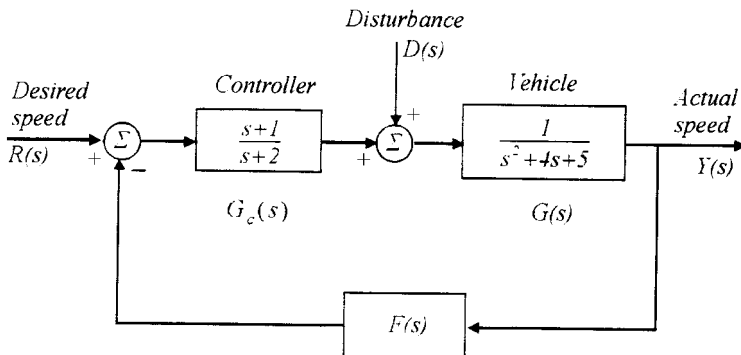 Disturbance
D(s)
Controller
Vehicle
Desired
speed
R(s)
+
−
Σ
s+1
s+2
+
+
Σ
1
s²+4s+5
Actual
speed
Y(s)
G_c(s)
G(s)
F(s)